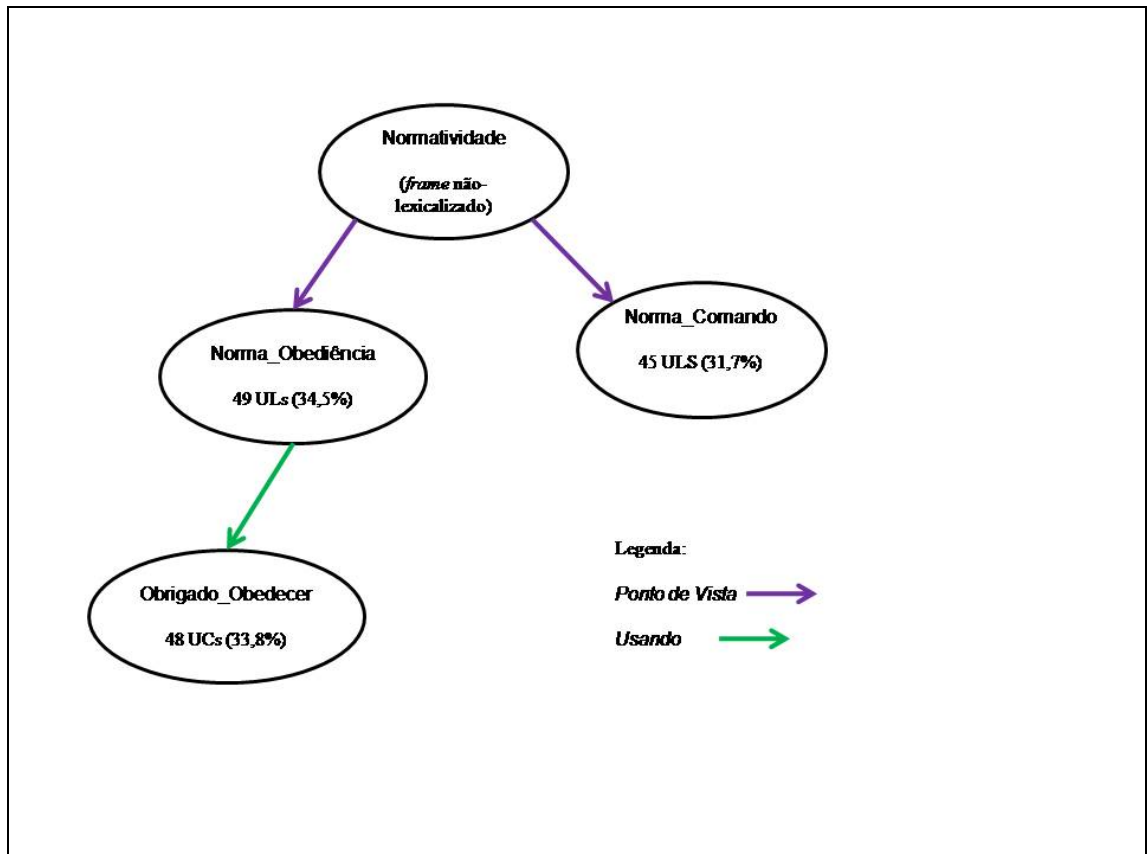 Normatividade
(frame não-
lexicalizado)
Norma_Comando
45 ULS (31,7%)
Norma_Obediência
49 ULs (34,5%)
Obrigado_Obedecer
48 UCs (33,8%)
Legenda:
Ponto de Vista
Usando